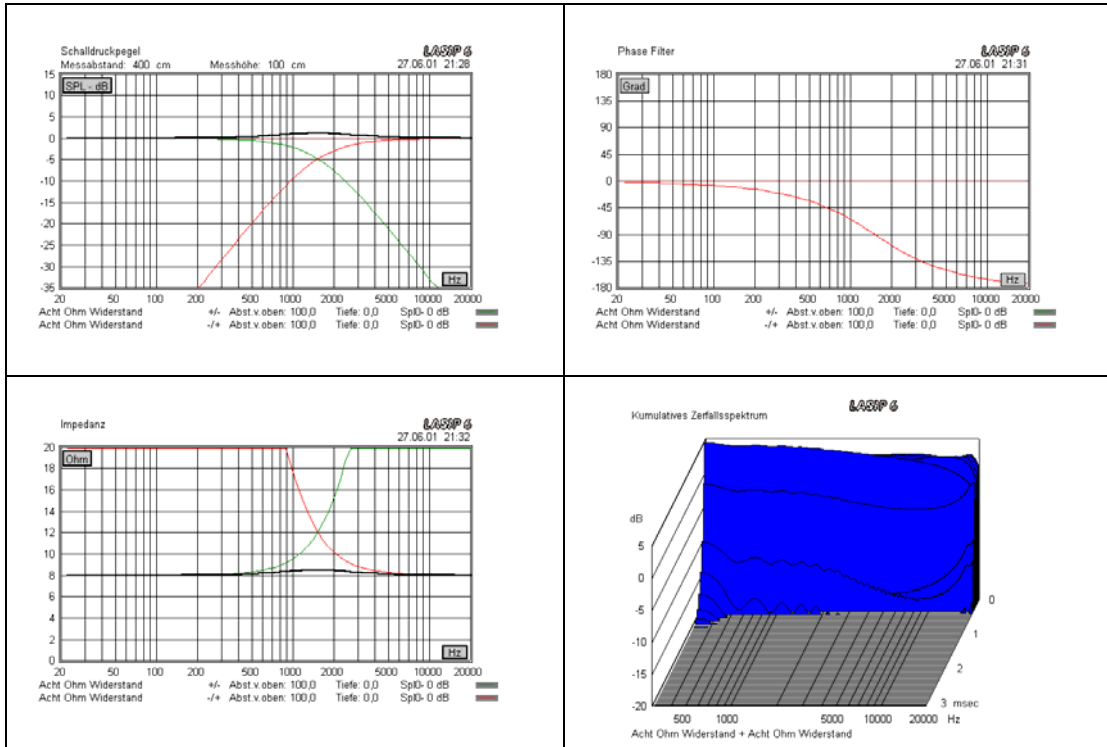 Schalldruckpegel
LASIP 6
Messabstand: 400 cm Messhöhe: 100 cm 27.06.01 21:28
15
SPL - dB
10
5
0
-5
-10
-15
-20
-25
-30
Hz
-35
20 50 100 200 500 1000 2000 5000 10000 20000
Acht Ohm Widerstand +/- Abst.v.oben: 100,0 Tiefe: 0,0 Spl0- 0 dB
Acht Ohm Widerstand -/+ Abst.v.oben: 100,0 Tiefe: 0,0 Spl0- 0 dB
Phase Filter
LASIP 6
27.06.01 21:31
180
Grad
135
90
45
0
-45
-90
-135
Hz
-180
20 50 100 200 500 1000 2000 5000 10000 20000
Acht Ohm Widerstand +/- Abst.v.oben: 100,0 Tiefe: 0,0 Spl0- 0 dB
Acht Ohm Widerstand -/+ Abst.v.oben: 100,0 Tiefe: 0,0 Spl0- 0 dB
Impedanz
LASIP 6
27.06.01 21:32
20
Ohm
18
16
14
12
10
8
6
4
2
Hz
0
20 50 100 200 500 1000 2000 5000 10000 20000
Acht Ohm Widerstand +/- Abst.v.oben: 100,0 Tiefe: 0,0 Spl0- 0 dB
Acht Ohm Widerstand -/+ Abst.v.oben: 100,0 Tiefe: 0,0 Spl0- 0 dB
LASIP 6
Kumulatives Zerfallsspektrum
dB
5
0
-5
-10
-15
-20
0
1
2
3 msec
500 1000 5000 10000 20000 Hz
Acht Ohm Widerstand + Acht Ohm Widerstand